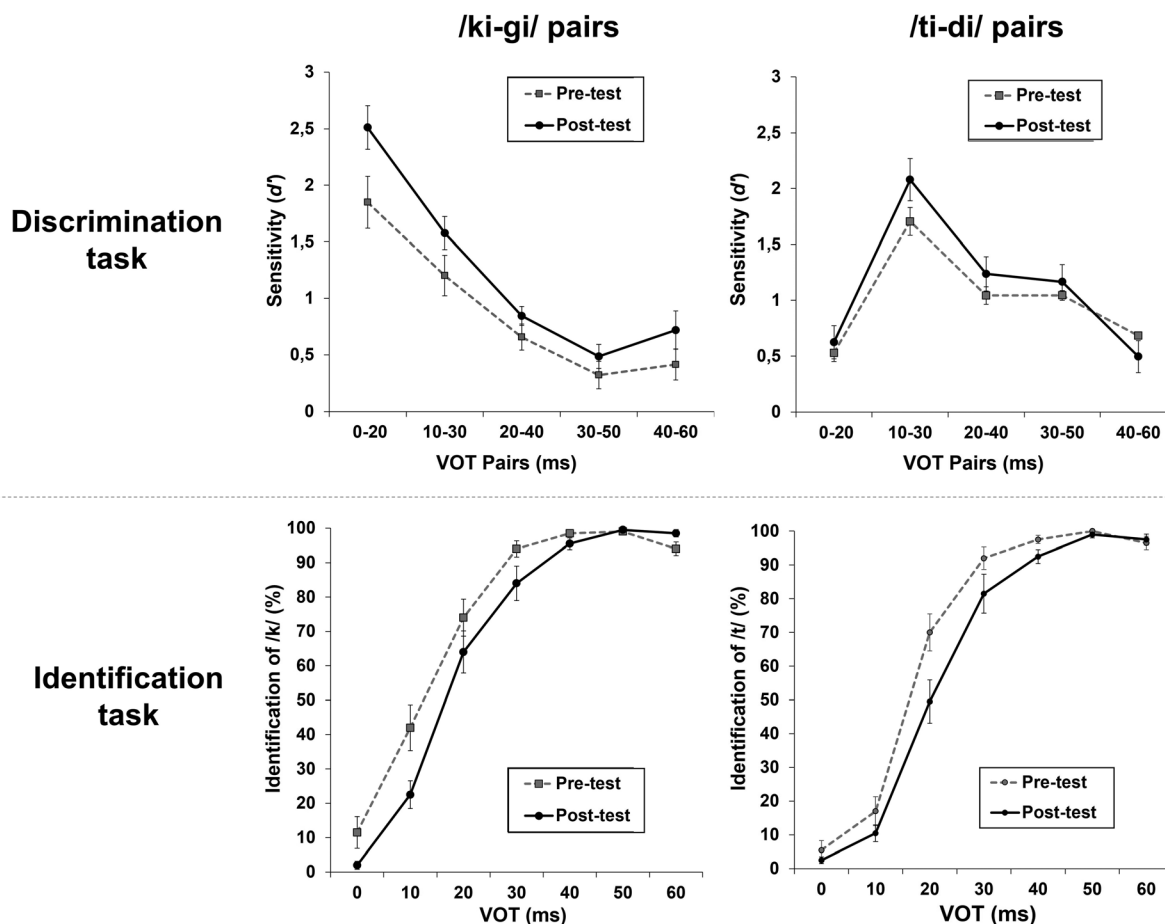 /ki-gi/ pairs
/ti-di/ pairs
Discrimination
task
Sensitivity (d')
3
2,5
2
1,5
1
0,5
0
Pre-test
Post-test
0-20 10-30 20-40 30-50 40-60
VOT Pairs (ms)
Sensitivity (d')
3
2,5
2
1,5
1
0,5
0
Pre-test
Post-test
0-20 10-30 20-40 30-50 40-60
VOT Pairs (ms)
Identification
task
Identification of /k/ (%)
100
90
80
70
60
50
40
30
20
10
0
Pre-test
Post-test
0 10 20 30 40 50 60
VOT (ms)
Identification of /t/ (%)
100
90
80
70
60
50
40
30
20
10
0
Pre-test
Post-test
0 10 20 30 40 50 60
VOT (ms)